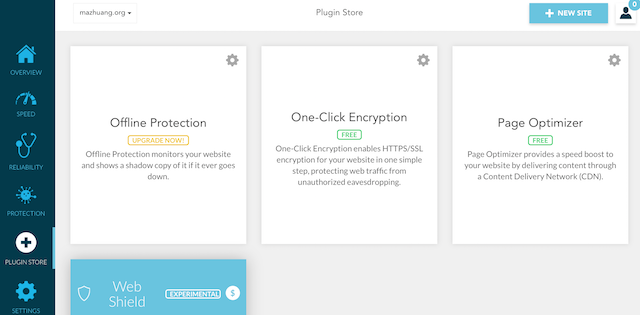 mazhuang.org
Plugin Store
NEW SITE
0
OVERVIEW
SPEED
RELIABILITY
PROTECTION
PLUGIN STORE
SETTINGS
Offline Protection
UPGRADE NOW!
Offline Protection monitors your website
and shows a shadow copy of it if it ever goes
down.
One-Click Encryption
FREE
One-Click Encryption enables HTTPS/SSL
encryption for your website in one simple
step, protecting web traffic from
unauthorized eavesdropping.
Page Optimizer
FREE
Page Optimizer provides a speed boost to
your website by delivering content through
a Content Delivery Network (CDN).
Web
Shield
EXPERIMENTAL
$